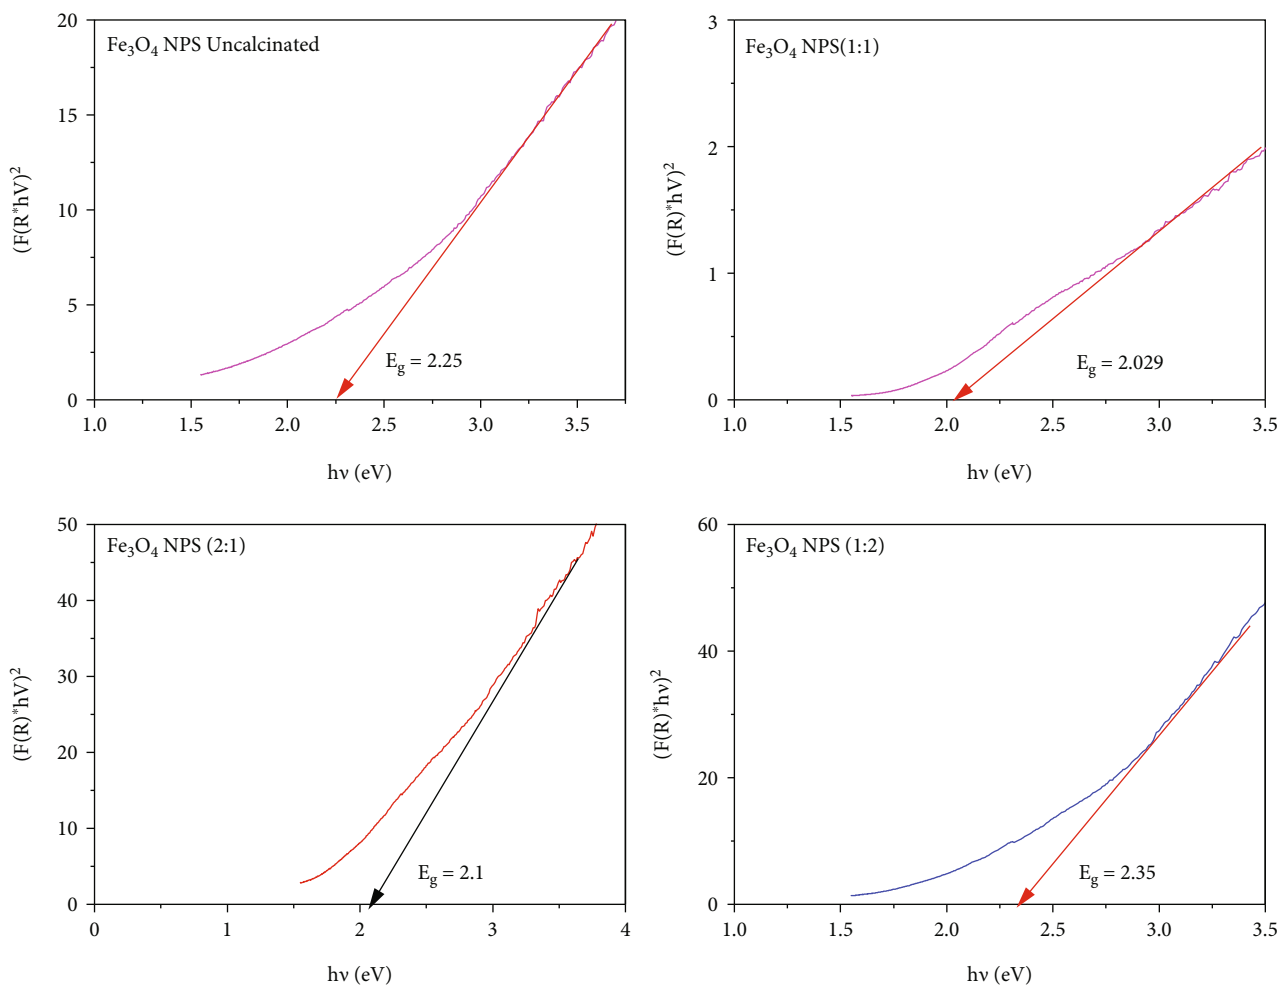 Fe₃O₄ NPS Uncalcinated
(F(R*hV)²
20
15
10
5
0
E_g = 2.25
1.0 1.5 2.0 2.5 3.0 3.5
hν (eV)
Fe₃O₄ NPS(1:1)
(F(R)*hV)²
3
2
1
0
E_g = 2.029
1.0 1.5 2.0 2.5 3.0 3.5
hν (eV)
Fe₃O₄ NPS (2:1)
(F(R)*hV)²
50
40
30
20
10
0
E_g = 2.1
0 1 2 3 4
hν (eV)
Fe₃O₄ NPS (1:2)
(F(R)*hν)²
60
40
20
0
E_g = 2.35
1.0 1.5 2.0 2.5 3.0 3.5
hν (eV)